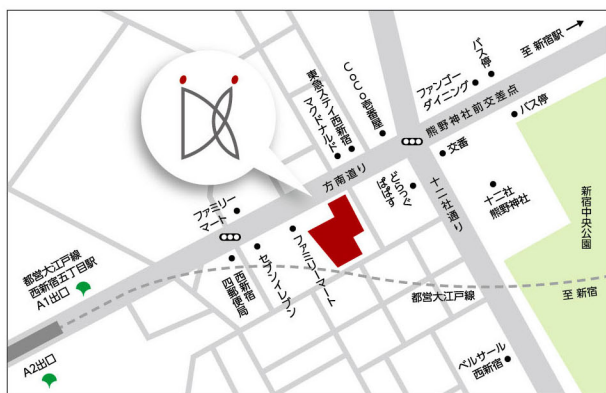 至 新宿駅
バス停
ファンゴー
ダイニング
CoCo壱番屋
東急ステイ西新宿
マクドナルド
熊野神社前交差点
バス停
交番
方南道り
どらっぐ
ぱぱす
十二社通り
十二社
熊野神社
新宿中央公園
ファミリー
マート
ファミリーマート
セブンイレブン
西新宿
四郵便局
都営大江戸線
西新宿五丁目駅
A1出口
都営大江戸線
至 新宿
A2出口
ベルサール
西新宿